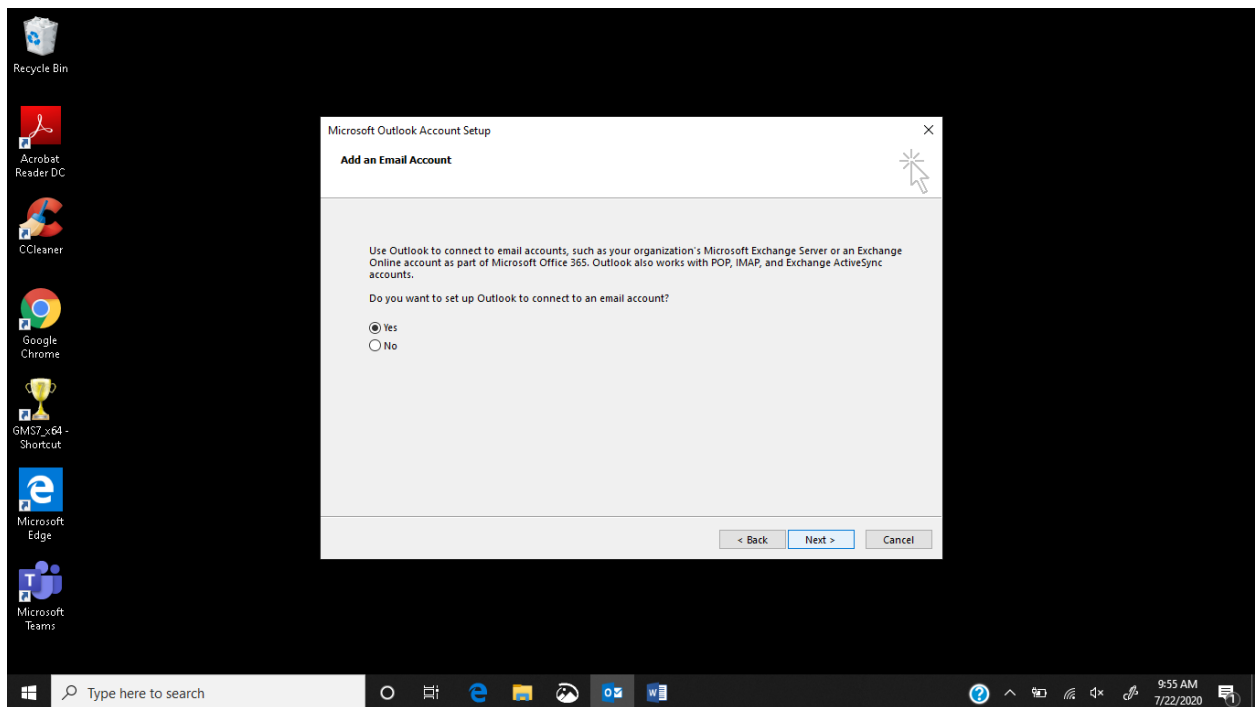 Recycle Bin
Acrobat
Reader DC
CCleaner
Google
Chrome
GMS7_x64 -
Shortcut
Microsoft
Edge
T
Microsoft
Teams
Microsoft Outlook Account Setup
Add an Email Account
Use Outlook to connect to email accounts, such as your organization's Microsoft Exchange Server or an Exchange
Online account as part of Microsoft Office 365. Outlook also works with POP, IMAP, and Exchange ActiveSync
accounts.
Do you want to set up Outlook to connect to an email account?
Yes
No
< Back Next > Cancel
Type here to search
9:55 AM
7/22/2020
1